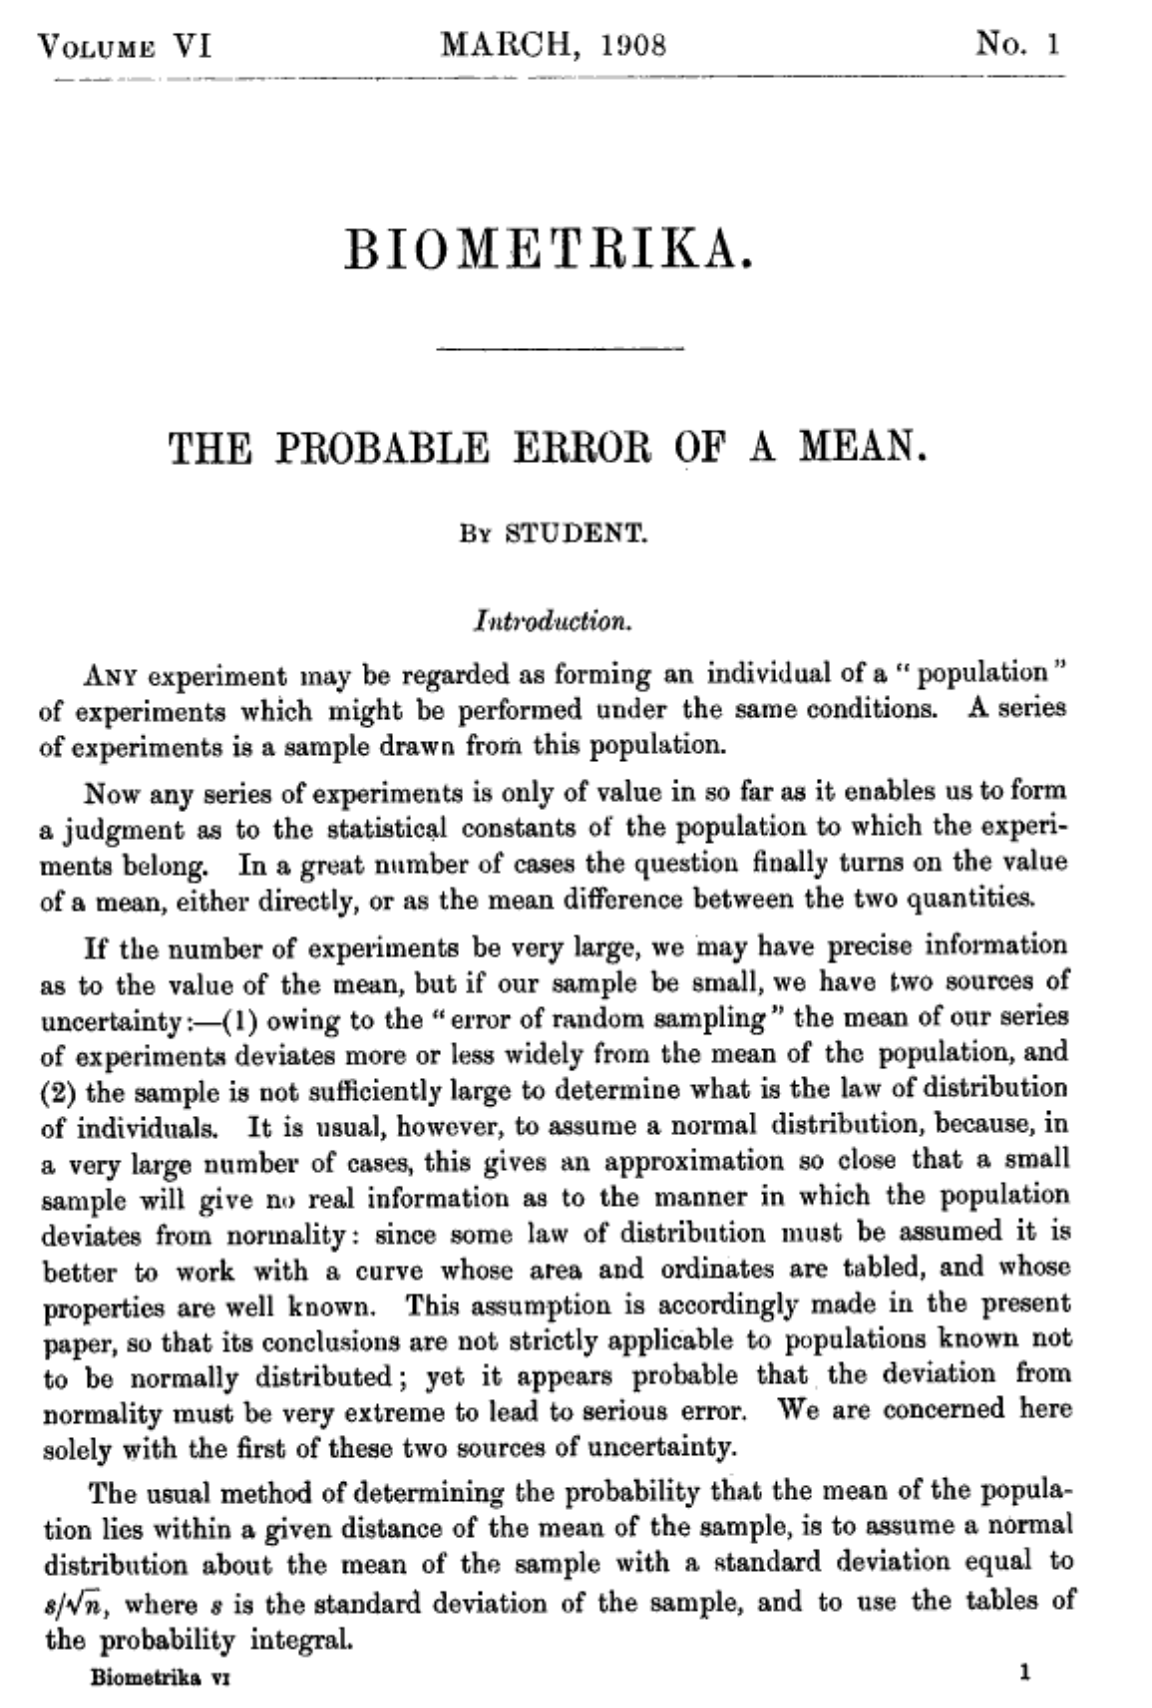 VOLUME VI MARCH, 1908 No. 1
BIOMETRIKA.
THE PROBABLE ERROR OF A MEAN.
BY STUDENT.
Introduction.
ANY experiment may be regarded as forming an individual of a “population”
of experiments which might be performed under the same conditions. A series
of experiments is a sample drawn from this population.
Now any series of experiments is only of value in so far as it enables us to form
a judgment as to the statistical constants of the population to which the experi-
ments belong. In a great number of cases the question finally turns on the value
of a mean, either directly, or as the mean difference between the two quantities.
If the number of experiments be very large, we may have precise information
as to the value of the mean, but if our sample be small, we have two sources of
uncertainty:—(1) owing to the “error of random sampling” the mean of our series
of experiments deviates more or less widely from the mean of the population, and
(2) the sample is not sufficiently large to determine what is the law of distribution
of individuals. It is usual, however, to assume a normal distribution, because, in
a very large number of cases, this gives an approximation so close that a small
sample will give no real information as to the manner in which the population
deviates from normality: since some law of distribution must be assumed it is
better to work with a curve whose area and ordinates are tabled, and whose
properties are well known. This assumption is accordingly made in the present
paper, so that its conclusions are not strictly applicable to populations known not
to be normally distributed; yet it appears probable that the deviation from
normality must be very extreme to lead to serious error. We are concerned here
solely with the first of these two sources of uncertainty.
The usual method of determining the probability that the mean of the popula-
tion lies within a given distance of the mean of the sample, is to assume a normal
distribution about the mean of the sample with a standard deviation equal to
s/√n, where s is the standard deviation of the sample, and to use the tables of
the probability integral.
Biometrika VI 1